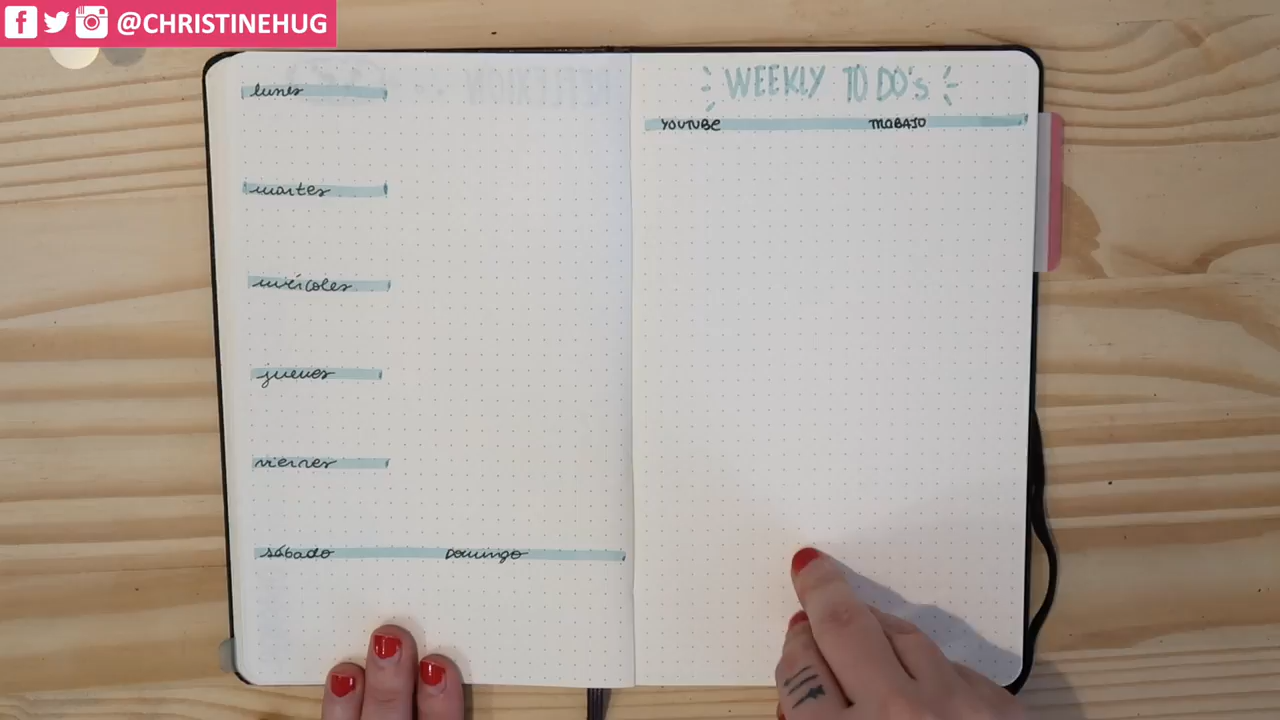 @CHRISTINEHUG
lunes
martes
miércoles
jueves
viernes
sábado Domingo
WEEKLY TO DO's
YOUTUBE TRABAJO